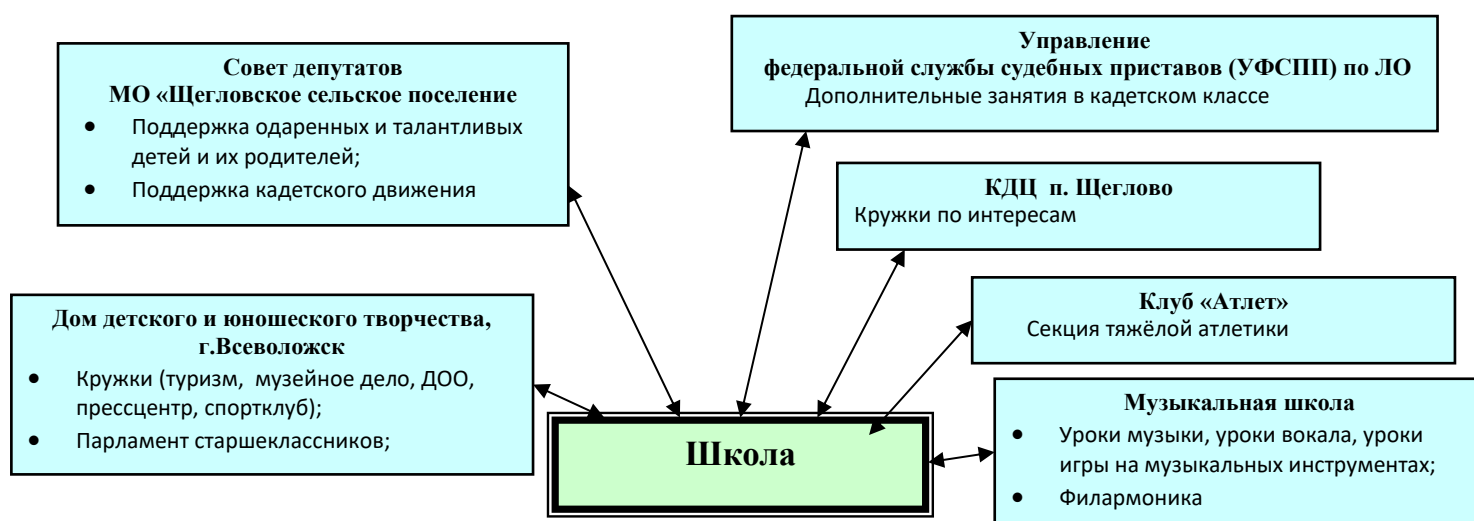 Совет депутатов
МО «Щегловское сельское поселение
• Поддержка одаренных и талантливых
детей и их родителей;
• Поддержка кадетского движения
Управление
федеральной службы судебных приставов (УФСПП) по ЛО
Дополнительные занятия в кадетском классе
КДЦ п. Щеглово
Кружки по интересам
Клуб «Атлет»
Секция тяжёлой атлетики
Дом детского и юношеского творчества,
г.Всеволожск
• Кружки (туризм, музейное дело, ДОО,
прессцентр, спортклуб);
• Парламент старшеклассников;
Школа
Музыкальная школа
• Уроки музыки, уроки вокала, уроки
игры на музыкальных инструментах;
• Филармоника